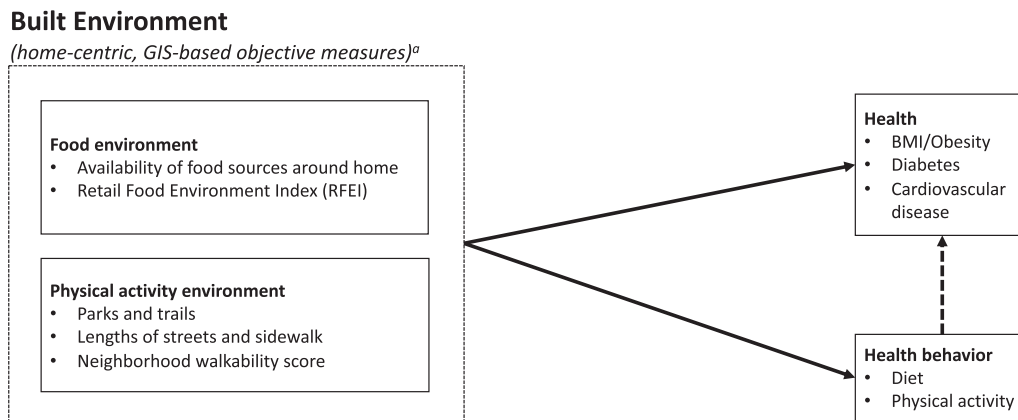 Built Environment
(home-centric, GIS-based objective measures)a
Food environment
• Availability of food sources around home
• Retail Food Environment Index (RFEI)
Physical activity environment
• Parks and trails
• Lengths of streets and sidewalk
• Neighborhood walkability score
Health
• BMI/Obesity
• Diabetes
• Cardiovascular
disease
Health behavior
• Diet
• Physical activity